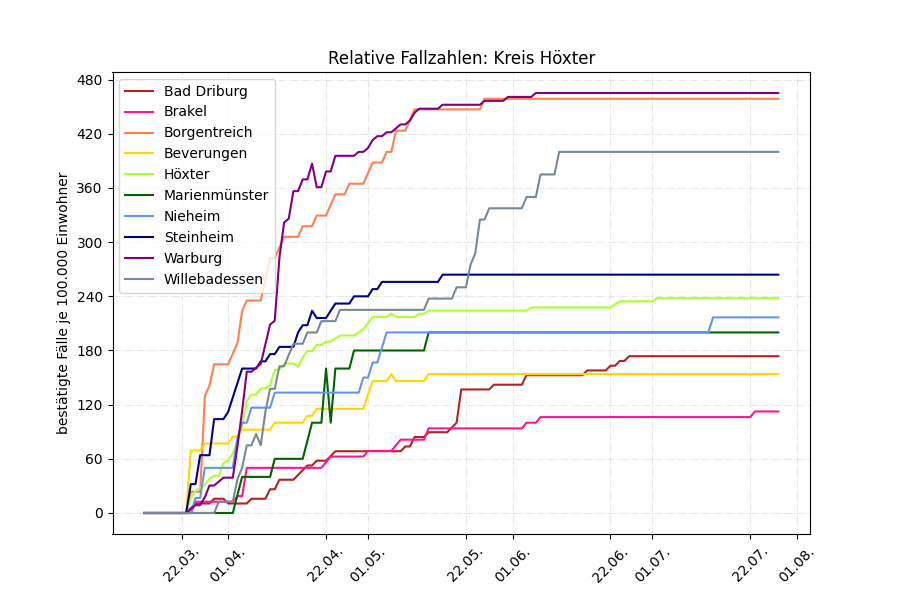 Relative Fallzahlen: Kreis Höxter
bestätigte Fälle je 100.000 Einwohner
480
420
360
300
240
180
120
60
0
Bad Driburg
Brakel
Borgentreich
Beverungen
Höxter
Marienmünster
Nieheim
Steinheim
Warburg
Willebadessen
22.03.
01.04.
22.04.
01.05.
22.05.
01.06.
22.06.
01.07.
22.07.
01.08.